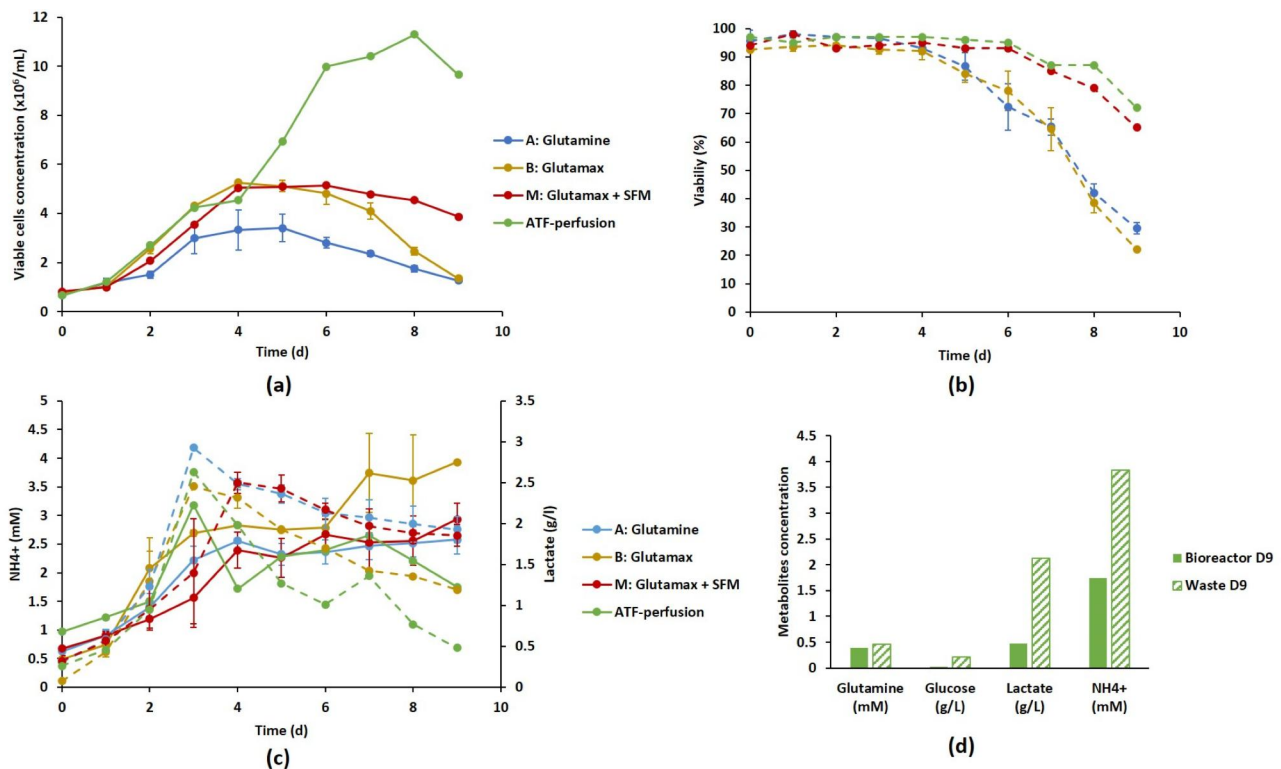 12
10
8
6
4
2
0
Viable cells concentration (x10⁶/mL)
0 2 4 6 8 10
Time (d)
A: Glutamine
B: Glutamax
M: Glutamax + SFM
ATF-perfusion
(a)
100
90
80
70
60
50
40
30
20
10
0
Viabiliy (%)
0 2 4 6 8 10
Time (d)
(b)
5
4.5
4
3.5
3
2.5
2
1.5
1
0.5
0
NH4+ (mM)
3.5
3
2.5
2
1.5
1
0.5
0
Lactate (g/l)
0 2 4 6 8 10
Time (d)
A: Glutamine
B: Glutamax
M: Glutamax + SFM
ATF-perfusion
(c)
4.5
4
3.5
3
2.5
2
1.5
1
0.5
0
Metabolites concentration
Glutamine Glucose Lactate NH4+
(mM) (g/L) (g/L) (mM)
Bioreactor D9
Waste D9
(d)